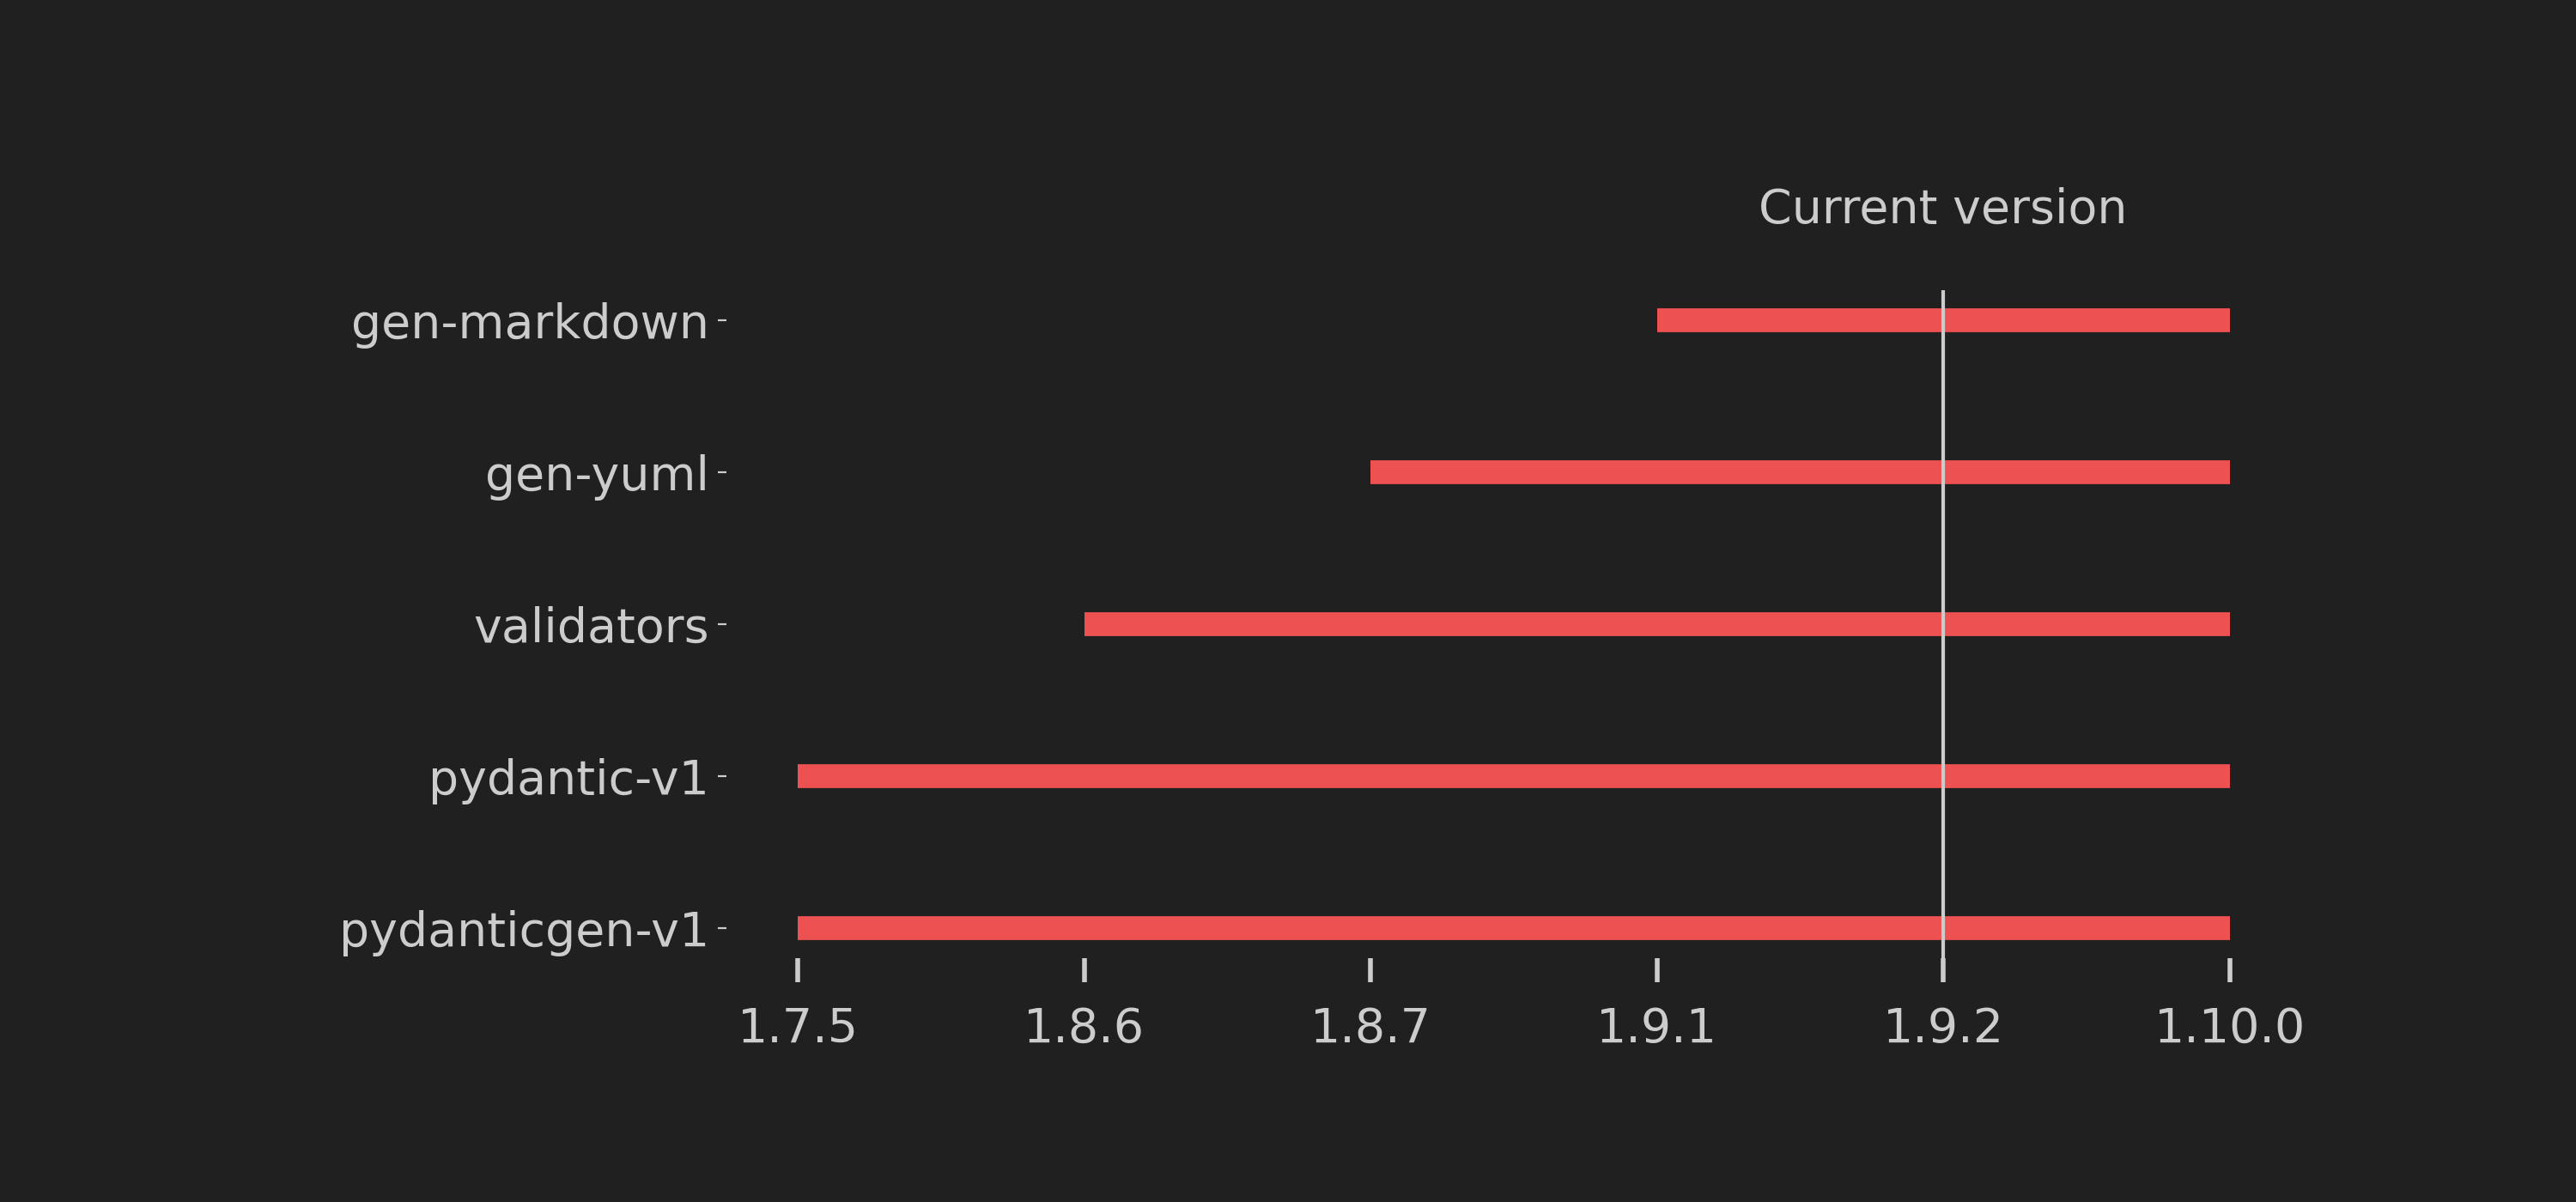 Current version
gen-markdown
gen-yuml
validators
pydantic-v1
pydanticgen-v1
1.7.5 1.8.6 1.8.7 1.9.1 1.9.2 1.10.0